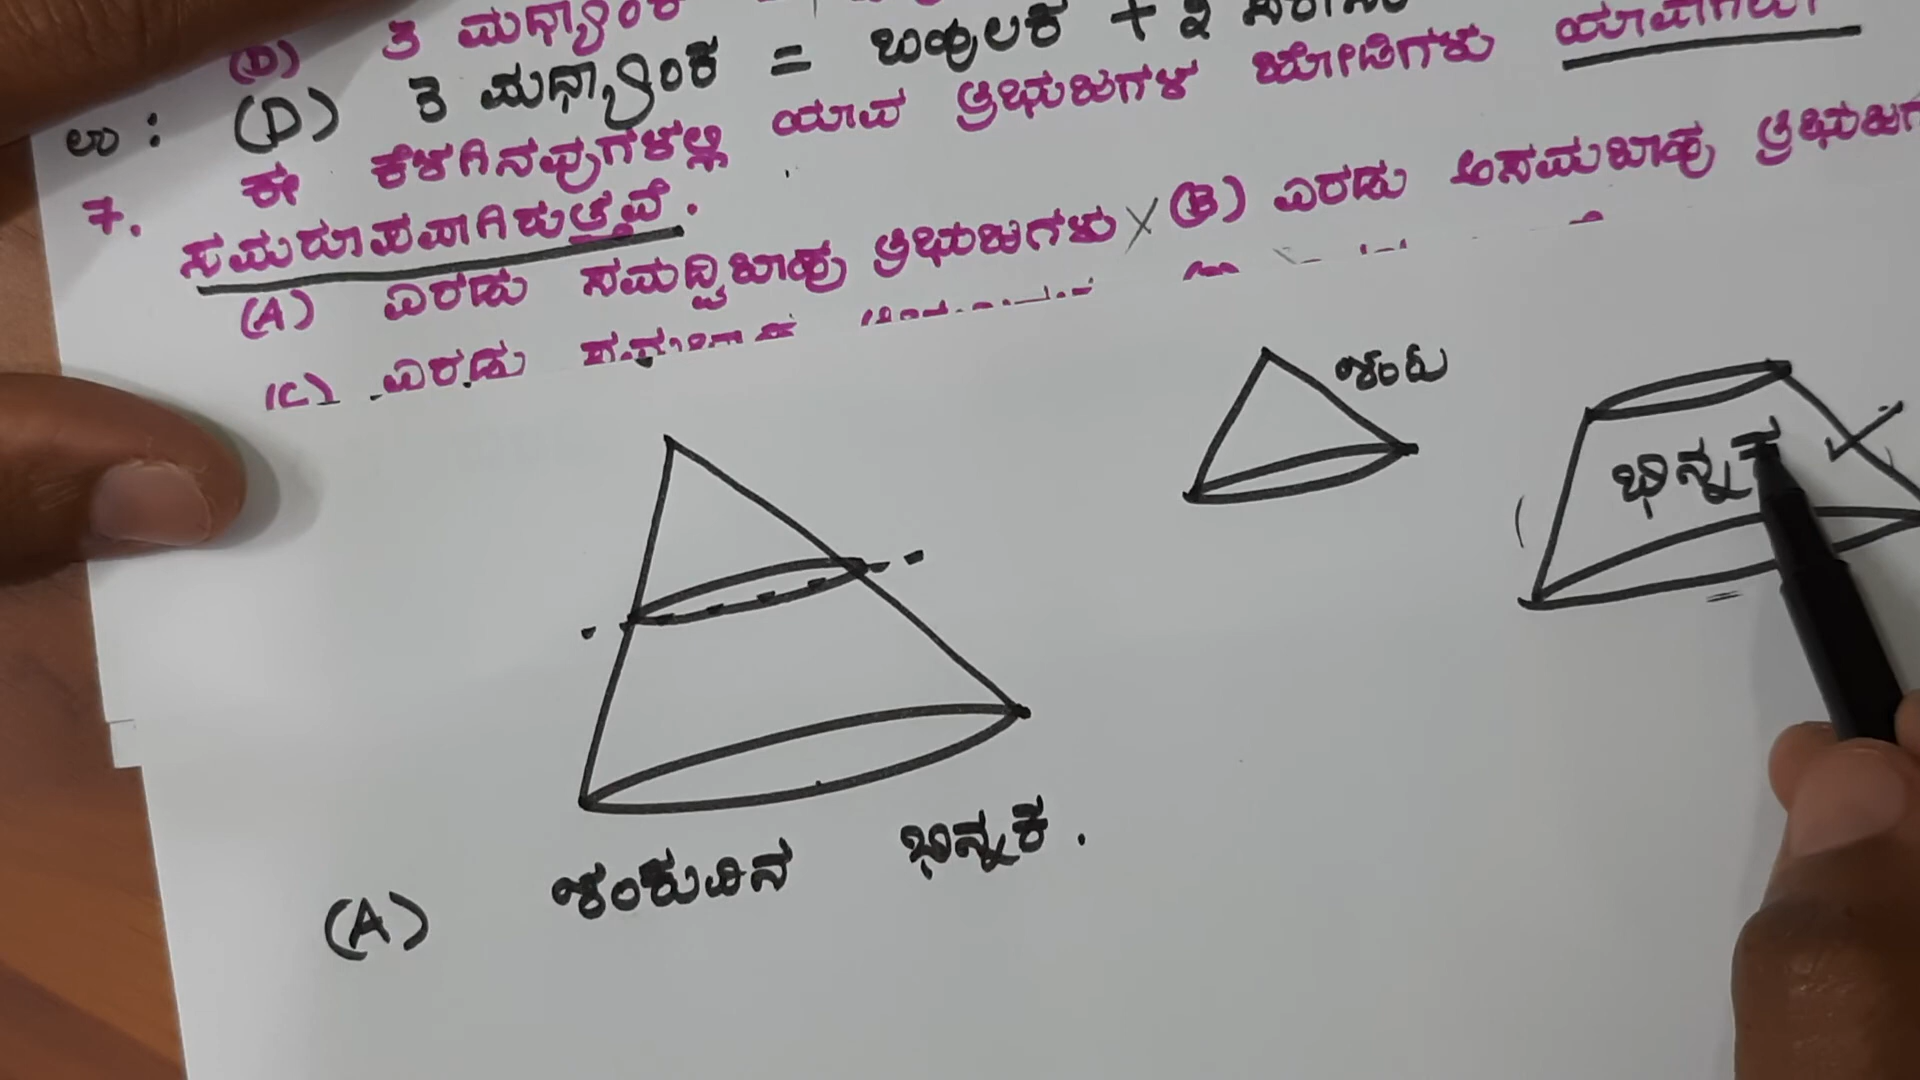 (D) 3 ಮಧ್ಯಾಂಕ
ಉ : (D) 3 ಮಧ್ಯಾಂಕ = ಬಹುಲಕ + 2
7. ಈ ಕೆಳಗಿನವುಗಳಲ್ಲಿ ಯಾವ ತ್ರಿಭುಜಗಳ ಜೋಡಿಗಳು ಯಾವಾಗಲೂ
ಸಮರೂಪವಾಗಿರುತ್ತವೆ.
(A) ಎರಡು ಸಮದ್ವಿಬಾಹು ತ್ರಿಭುಜಗಳು (B) ಎರಡು ಅಸಮಬಾಹು
(C) ಎರಡು
ಶಂಕು
ಭಿನ್ನಕ
(A) ಶಂಕುವಿನ ಭಿನ್ನಕ.